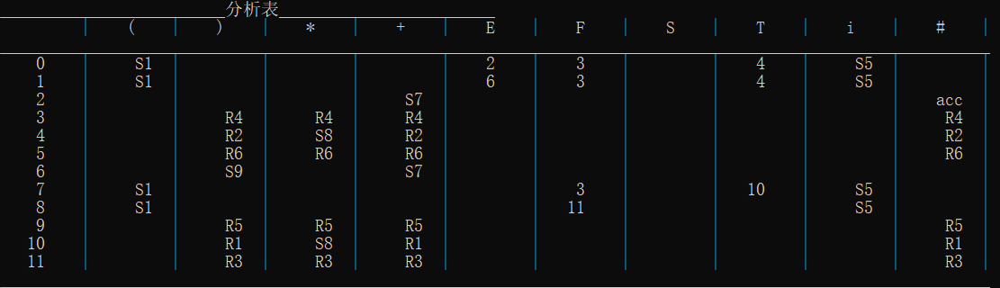 分析表
( ) * + E F S T i #
0 S1 2 3 4 S5
1 S1 6 3 4 S5
2 S7 acc
3 R4 R4 R4 R4
4 R2 S8 R2 R2
5 R6 R6 R6 R6
6 S9 S7
7 S1 3 10 S5
8 S1 11 S5
9 R5 R5 R5 R5
10 R1 S8 R1 R1
11 R3 R3 R3 R3